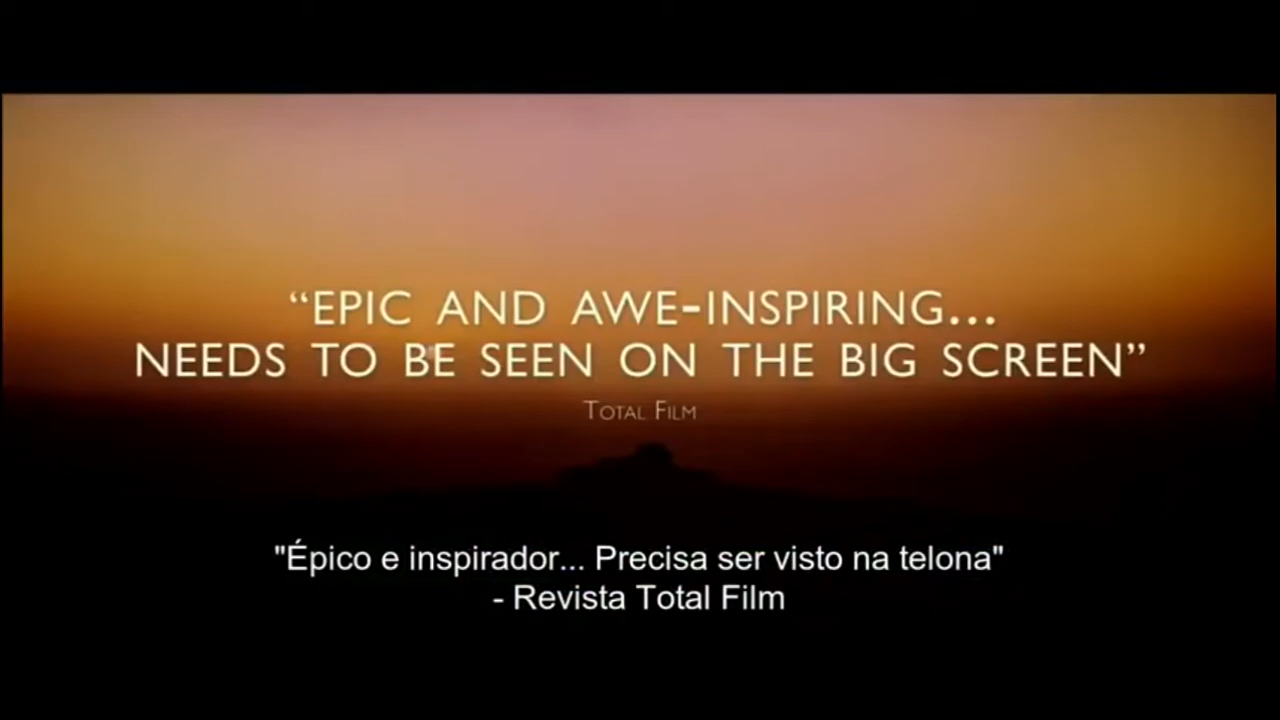 “EPIC AND AWE-INSPIRING...
NEEDS TO BE SEEN ON THE BIG SCREEN”
TOTAL FILM
"Épico e inspirador... Precisa ser visto na telona"
- Revista Total Film